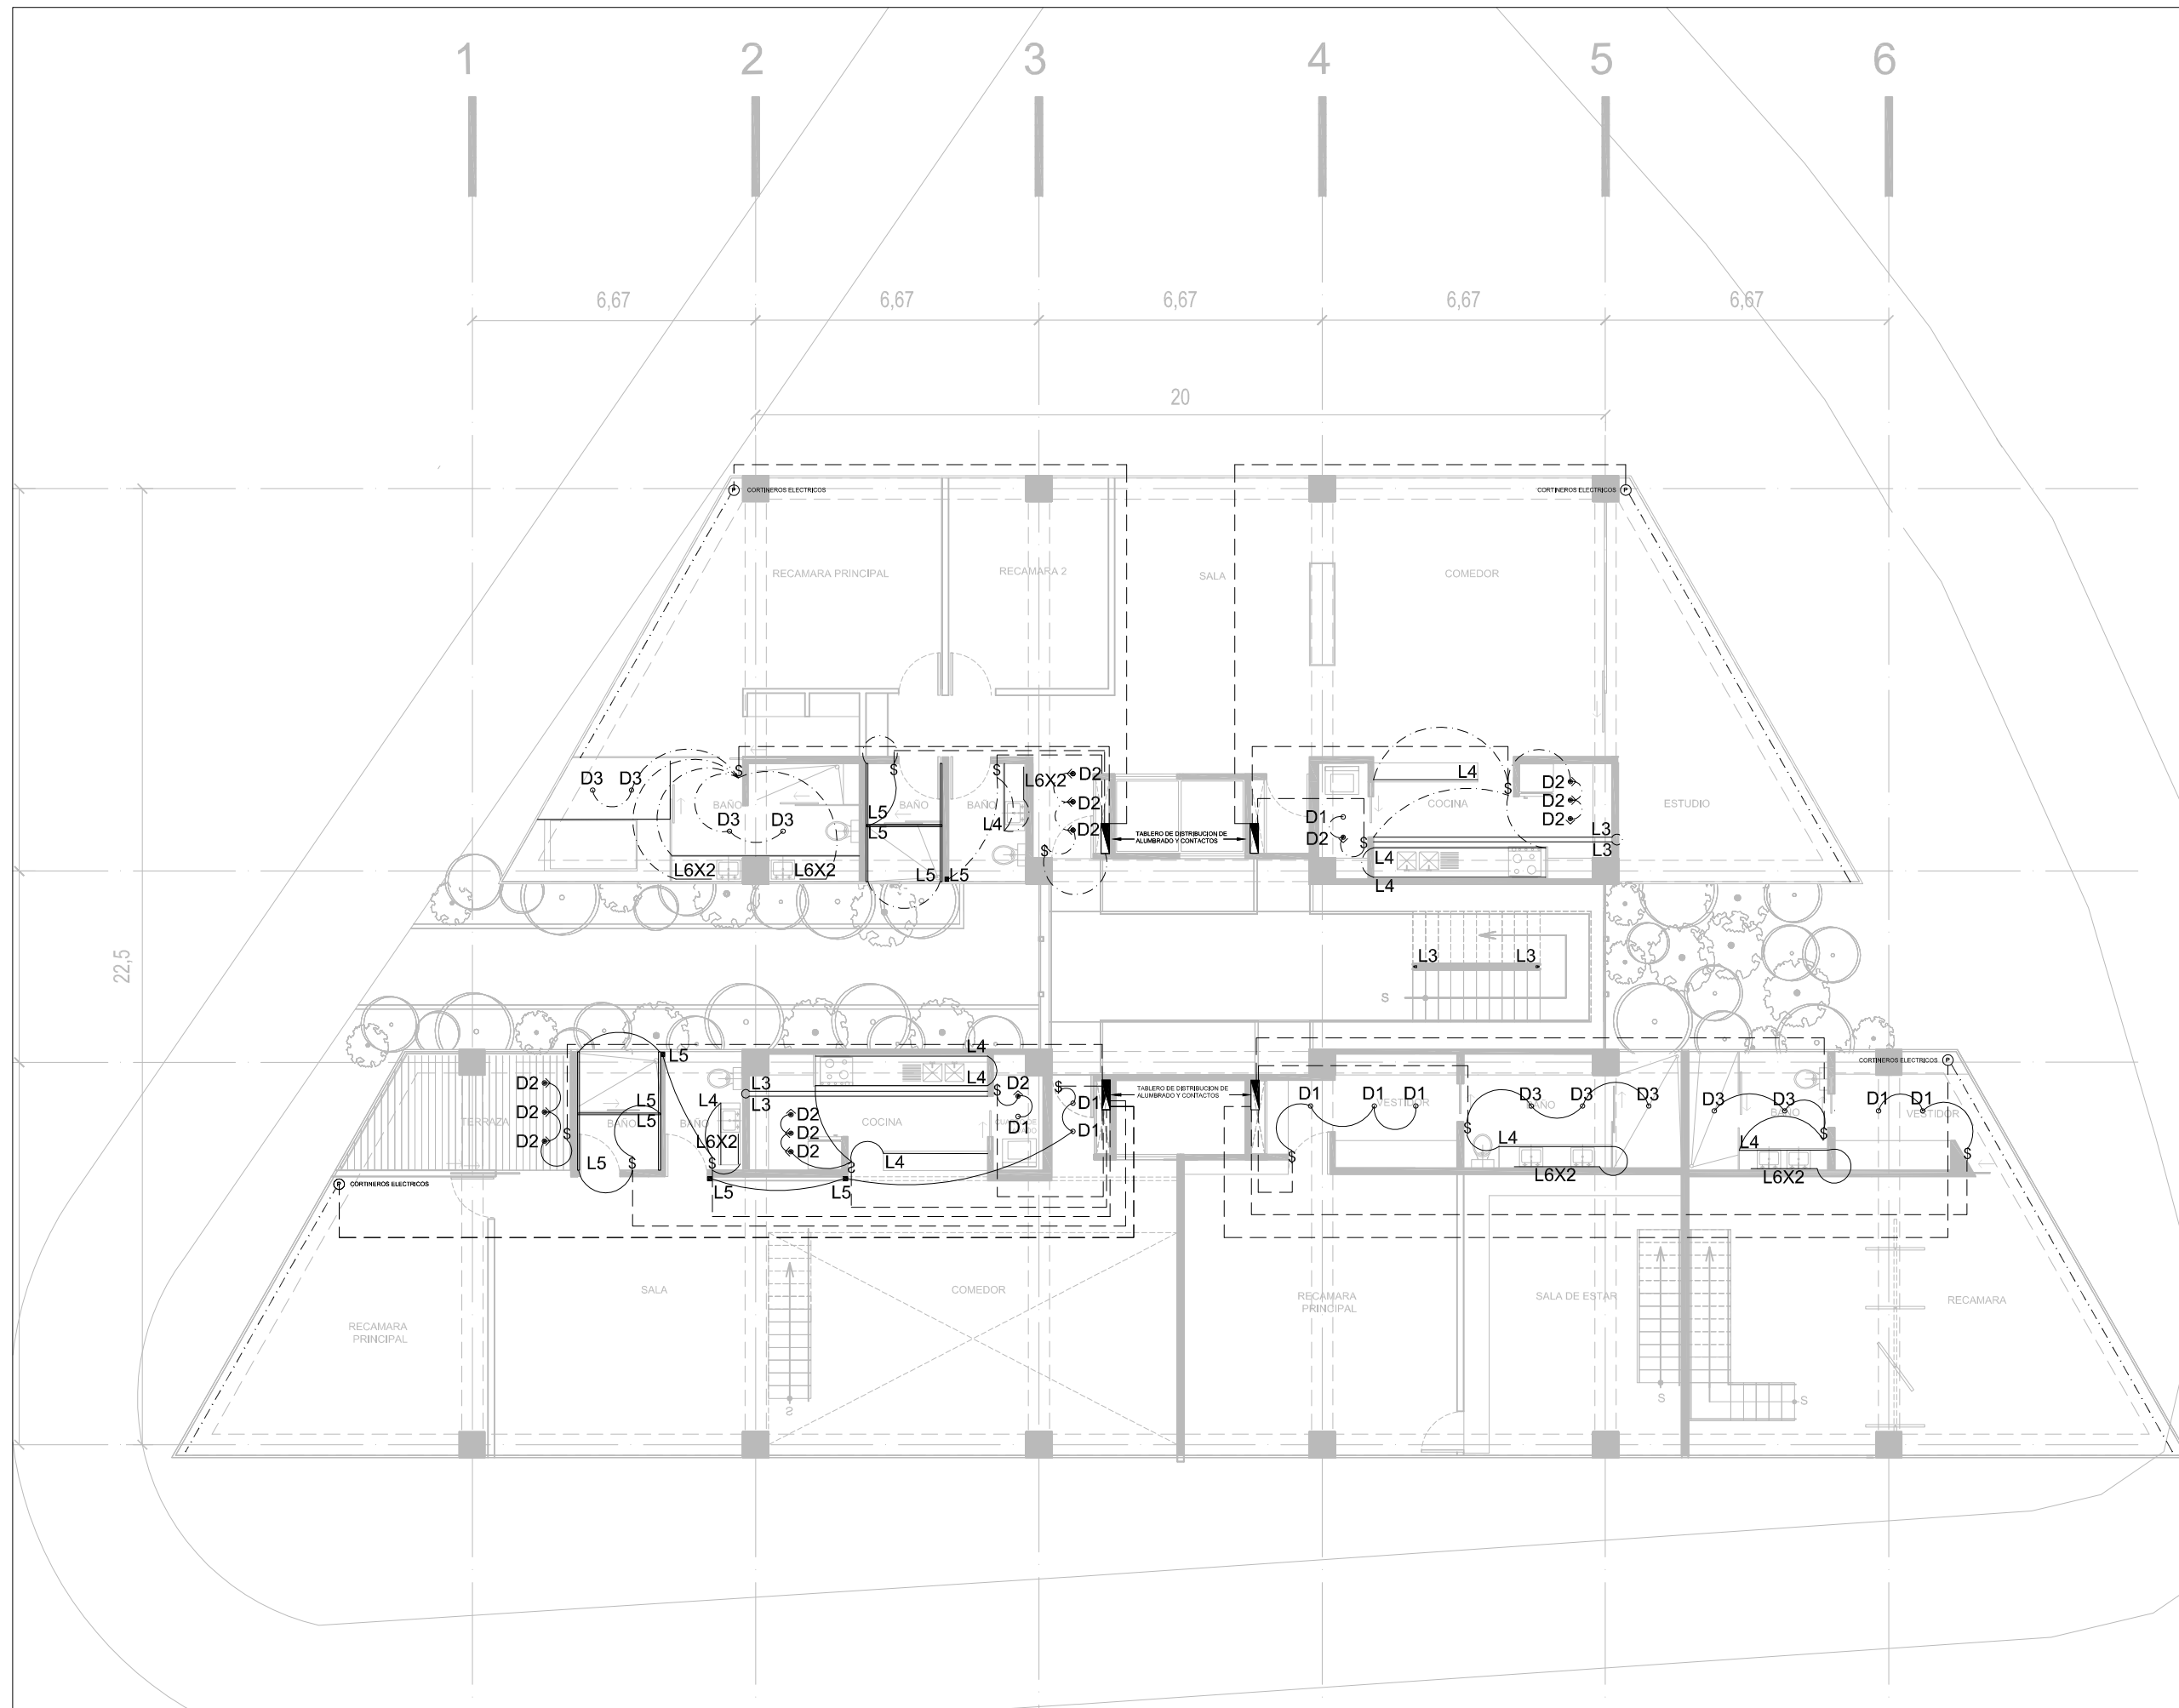 1 2 3 4 5 6
6,67 6,67 6,67 6,67 6,67
20
22,5
CORTINEROS ELECTRICOS
P
CORTINEROS ELECTRICOS
P
RECAMARA PRINCIPAL
RECAMARA 2
SALA
COMEDOR
D3 D3
$
BAÑO
D3 D3
L6X2 L6X2
$
L5
BAÑO
L5
L5
L5
$
BAÑO
L6X2
L4
D2
D2
D2
$
TABLERO DE DISTRIBUCION DE
ALUMBRADO Y CONTACTOS
D1
D2
$
L4
COCINA
$
D2
D2
D2
L3
L3
L4
L4
ESTUDIO
L3 L3
S
D2
D2
D2
TERRAZA
$
L5
L5
L5
BAÑO
L5
$
BAÑO
L4
L6X2
$
L3
L3
L4
L4
D2
D2
D2
COCINA
L4
S
$
D2
D1
$
D1
D1
L5 L5
TABLERO DE DISTRIBUCION DE
ALUMBRADO Y CONTACTOS
D1 D1 D1
VESTIDOR
$
$
D3 D3 D3
BAÑO
L4
L6X2
D3 D3
BAÑO
$
L4
L6X2
D1 D1
VESTIDOR
$
CORTINEROS ELECTRICOS
P
P
CORTINEROS ELECTRICOS
RECAMARA
PRINCIPAL
SALA
S
COMEDOR
RECAMARA
PRINCIPAL
SALA DE ESTAR
S
S
RECAMARA